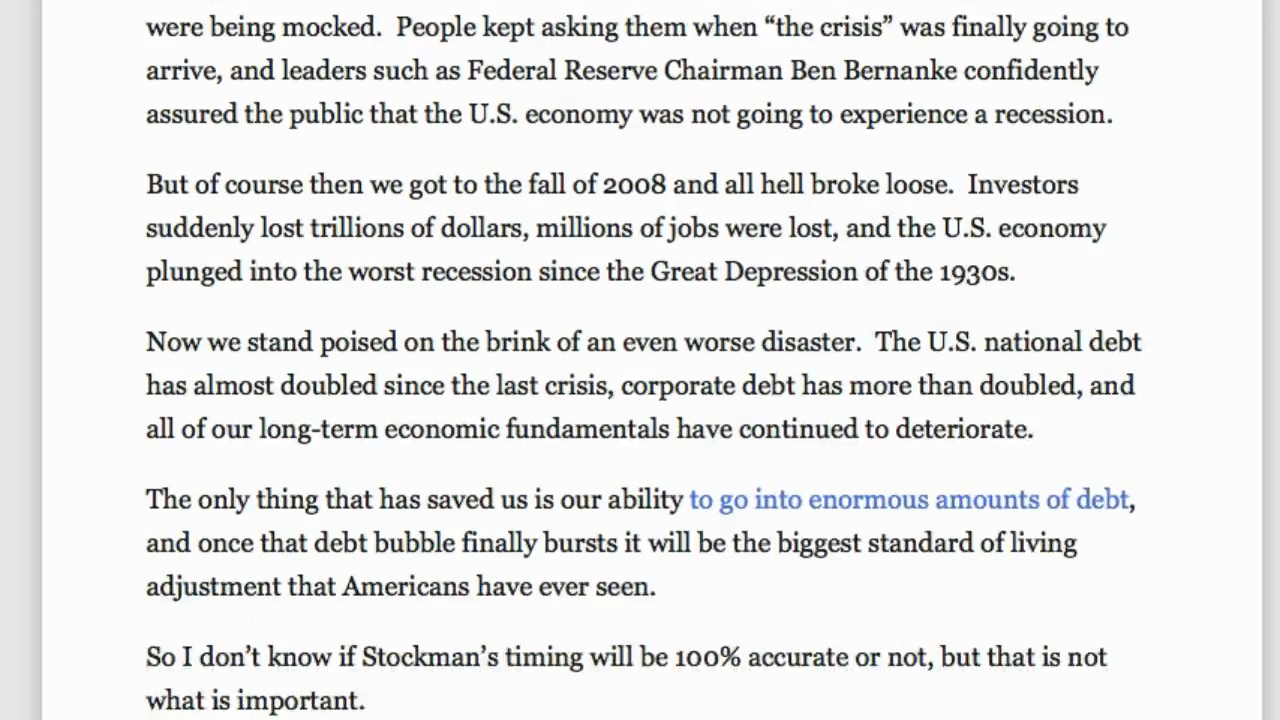 were being mocked.  People kept asking them when “the crisis” was finally going to
arrive, and leaders such as Federal Reserve Chairman Ben Bernanke confidently
assured the public that the U.S. economy was not going to experience a recession.
But of course then we got to the fall of 2008 and all hell broke loose.  Investors
suddenly lost trillions of dollars, millions of jobs were lost, and the U.S. economy
plunged into the worst recession since the Great Depression of the 1930s.
Now we stand poised on the brink of an even worse disaster.  The U.S. national debt
has almost doubled since the last crisis, corporate debt has more than doubled, and
all of our long-term economic fundamentals have continued to deteriorate.
The only thing that has saved us is our ability to go into enormous amounts of debt,
and once that debt bubble finally bursts it will be the biggest standard of living
adjustment that Americans have ever seen.
So I don’t know if Stockman’s timing will be 100% accurate or not, but that is not
what is important.